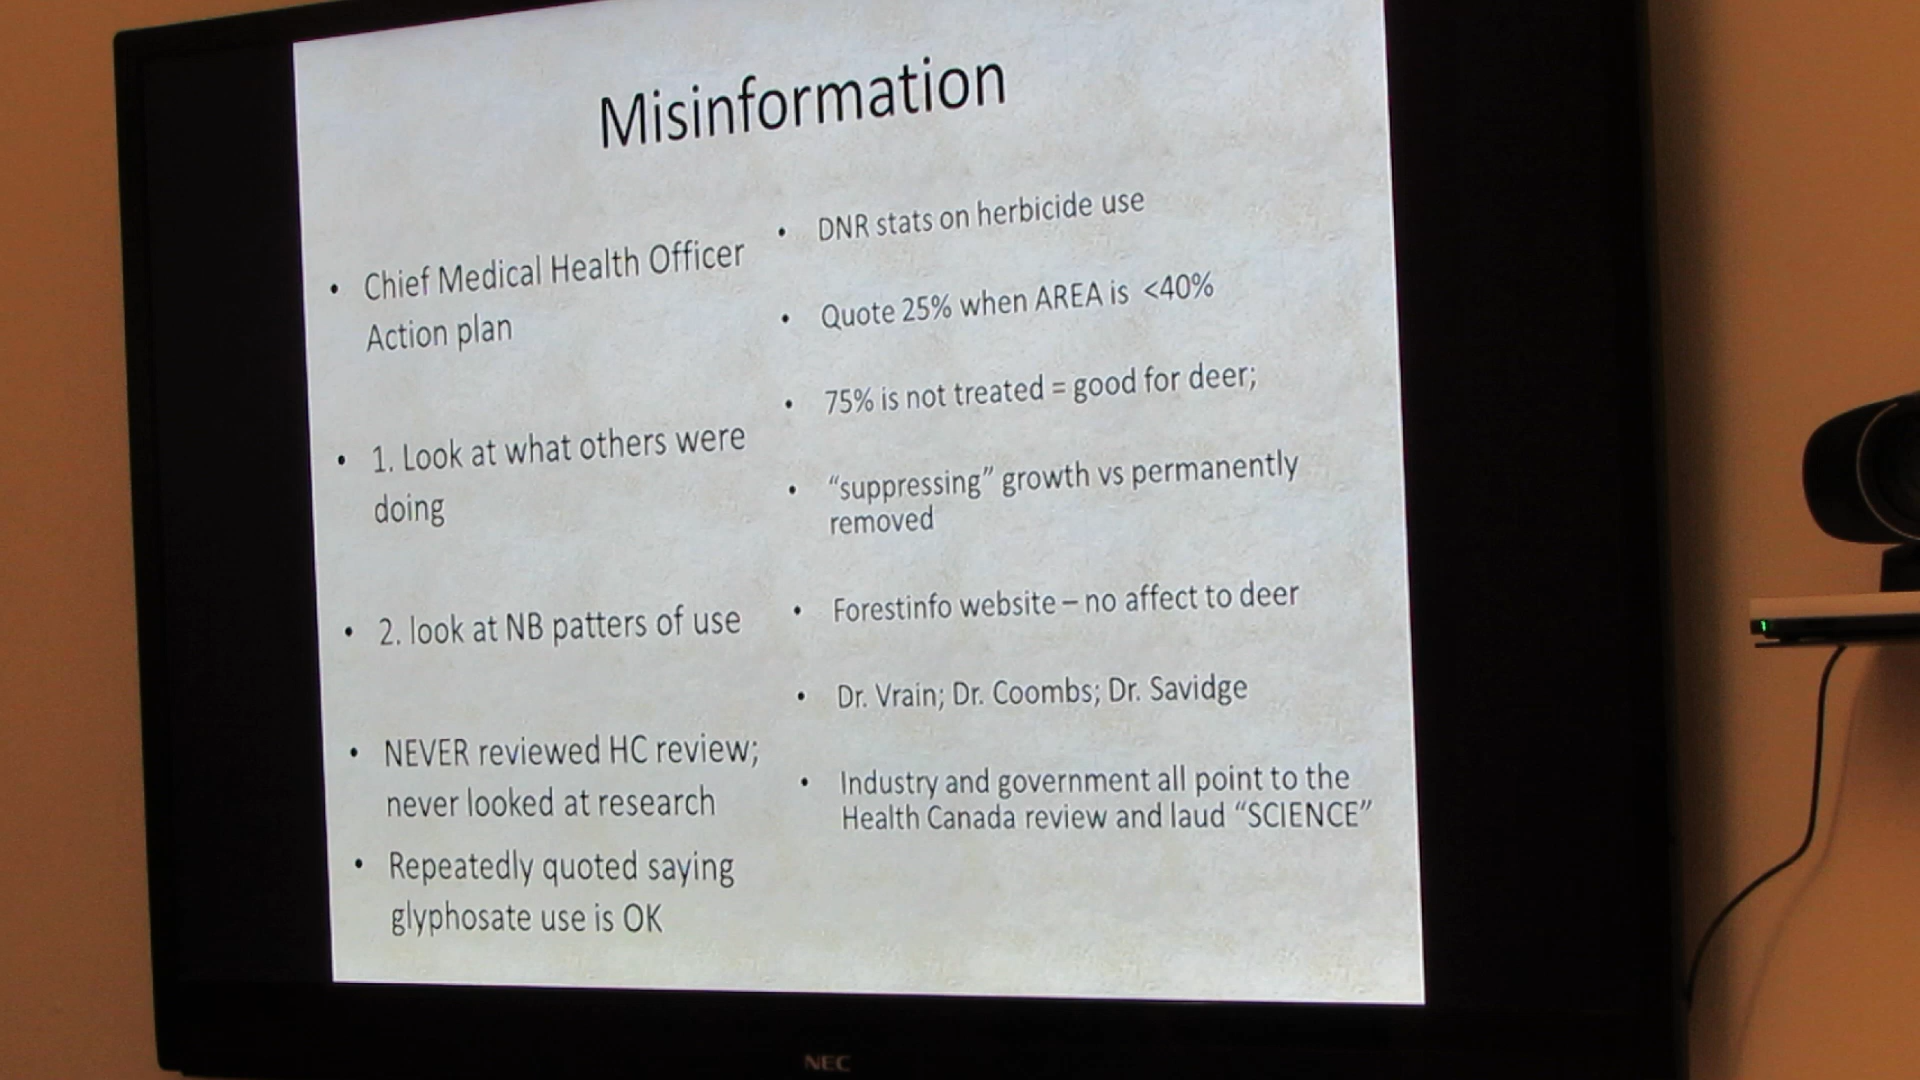 Misinformation
• Chief Medical Health Officer
Action plan
• 1. Look at what others were
doing
• 2. look at NB patters of use
• NEVER reviewed HC review;
never looked at research
• Repeatedly quoted saying
glyphosate use is OK
• DNR stats on herbicide use
• Quote 25% when AREA is <40%
• 75% is not treated = good for deer;
• “suppressing” growth vs permanently
removed
• Forestinfo website – no affect to deer
• Dr. Vrain; Dr. Coombs; Dr. Savidge
• Industry and government all point to the
Health Canada review and laud “SCIENCE”
NEC